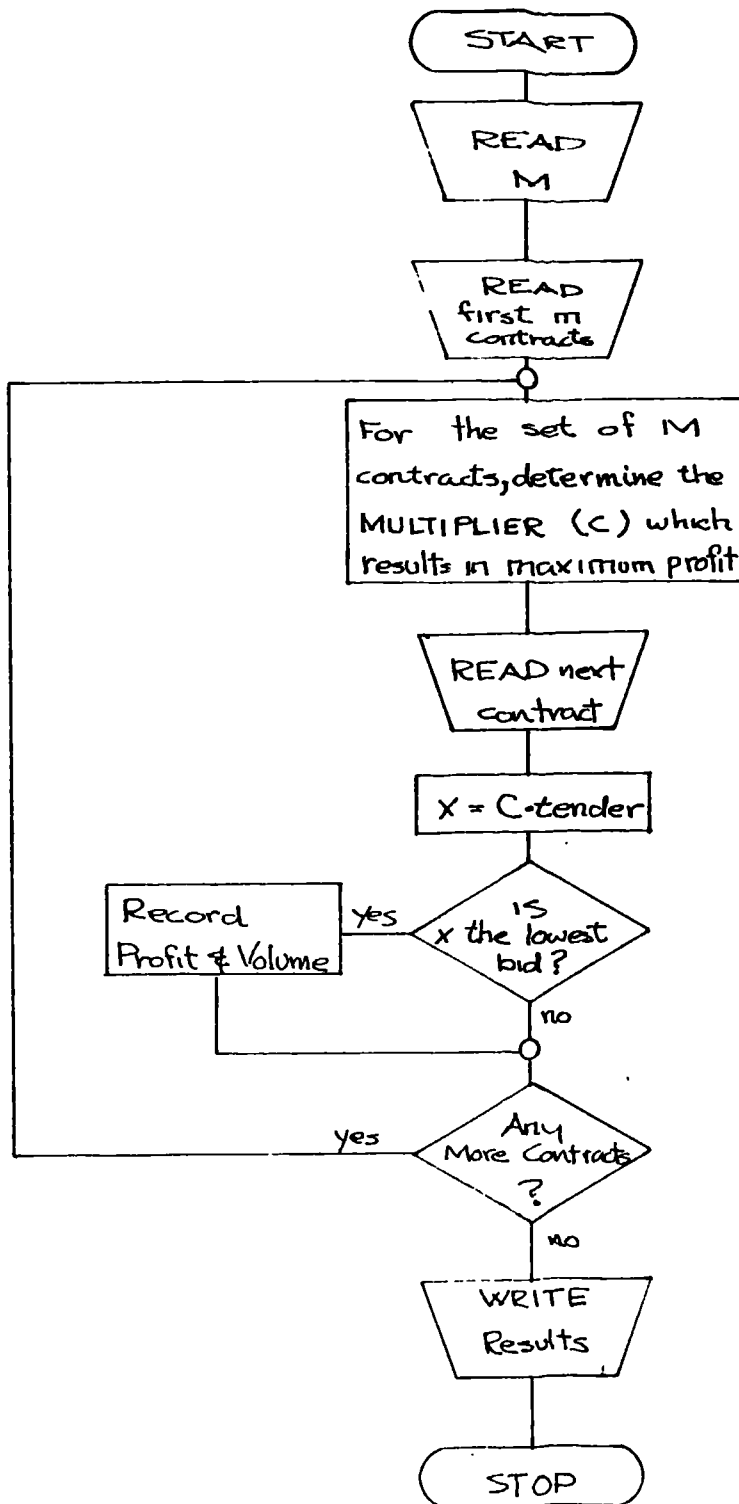 START
READ
M
READ
first m
contracts
For the set of M
contracts, determine the
MULTIPLIER (C) which
results in maximum profit
READ next
contract
X = C·tender
is
x the lowest
bid?
yes
Record
Profit & Volume
no
Any
More Contracts
?
yes
no
WRITE
Results
STOP